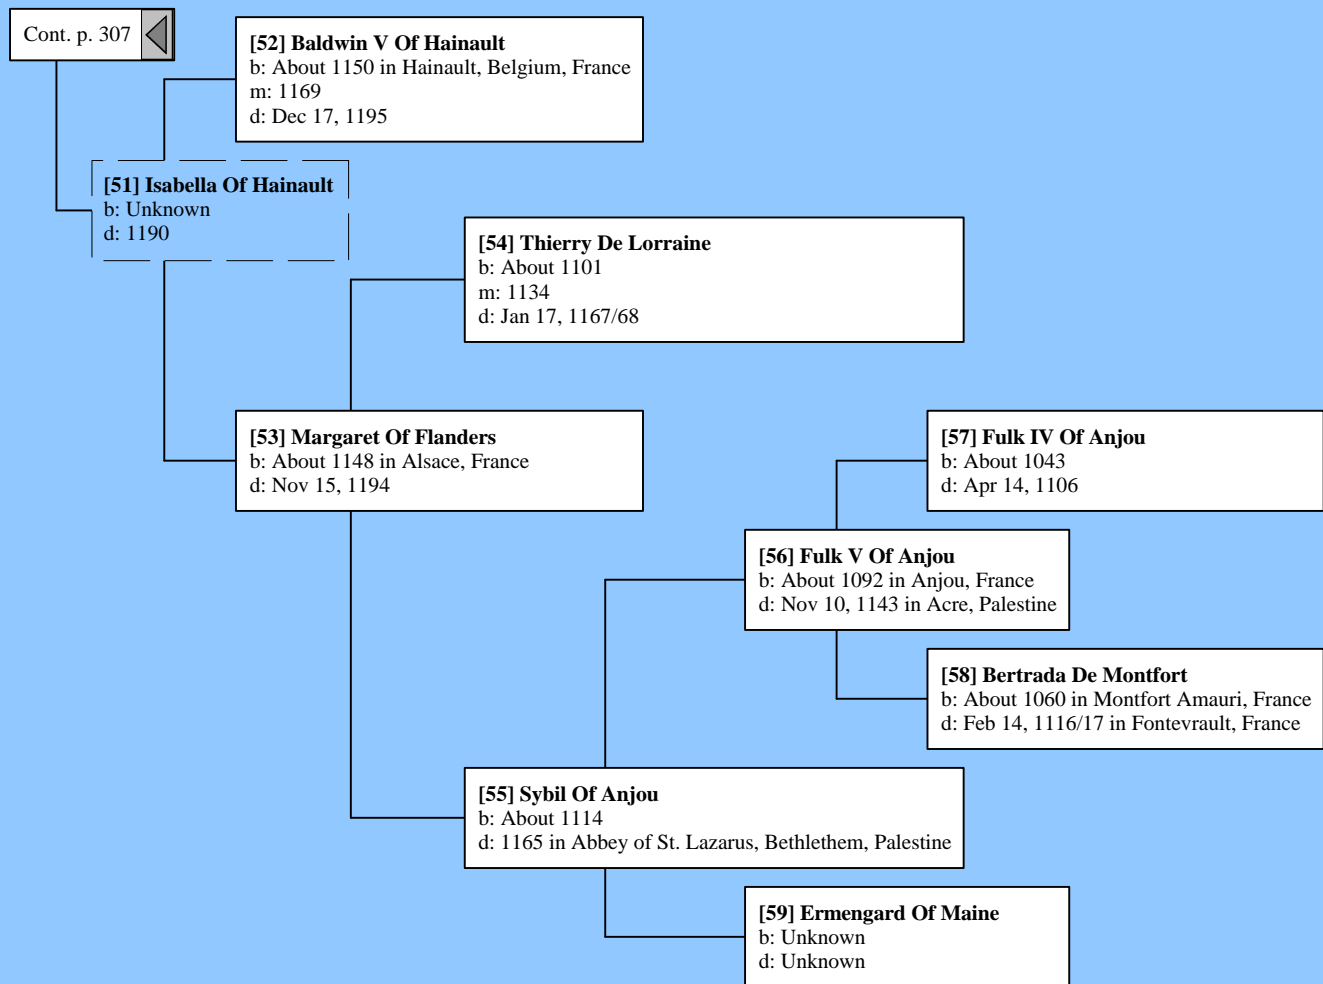 Cont. p. 307
[52] Baldwin V Of Hainault
b: About 1150 in Hainault, Belgium, France
m: 1169
d: Dec 17, 1195
[51] Isabella Of Hainault
b: Unknown
d: 1190
[54] Thierry De Lorraine
b: About 1101
m: 1134
d: Jan 17, 1167/68
[53] Margaret Of Flanders
b: About 1148 in Alsace, France
d: Nov 15, 1194
[57] Fulk IV Of Anjou
b: About 1043
d: Apr 14, 1106
[56] Fulk V Of Anjou
b: About 1092 in Anjou, France
d: Nov 10, 1143 in Acre, Palestine
[58] Bertrada De Montfort
b: About 1060 in Montfort Amauri, France
d: Feb 14, 1116/17 in Fontevrault, France
[55] Sybil Of Anjou
b: About 1114
d: 1165 in Abbey of St. Lazarus, Bethlethem, Palestine
[59] Ermengard Of Maine
b: Unknown
d: Unknown